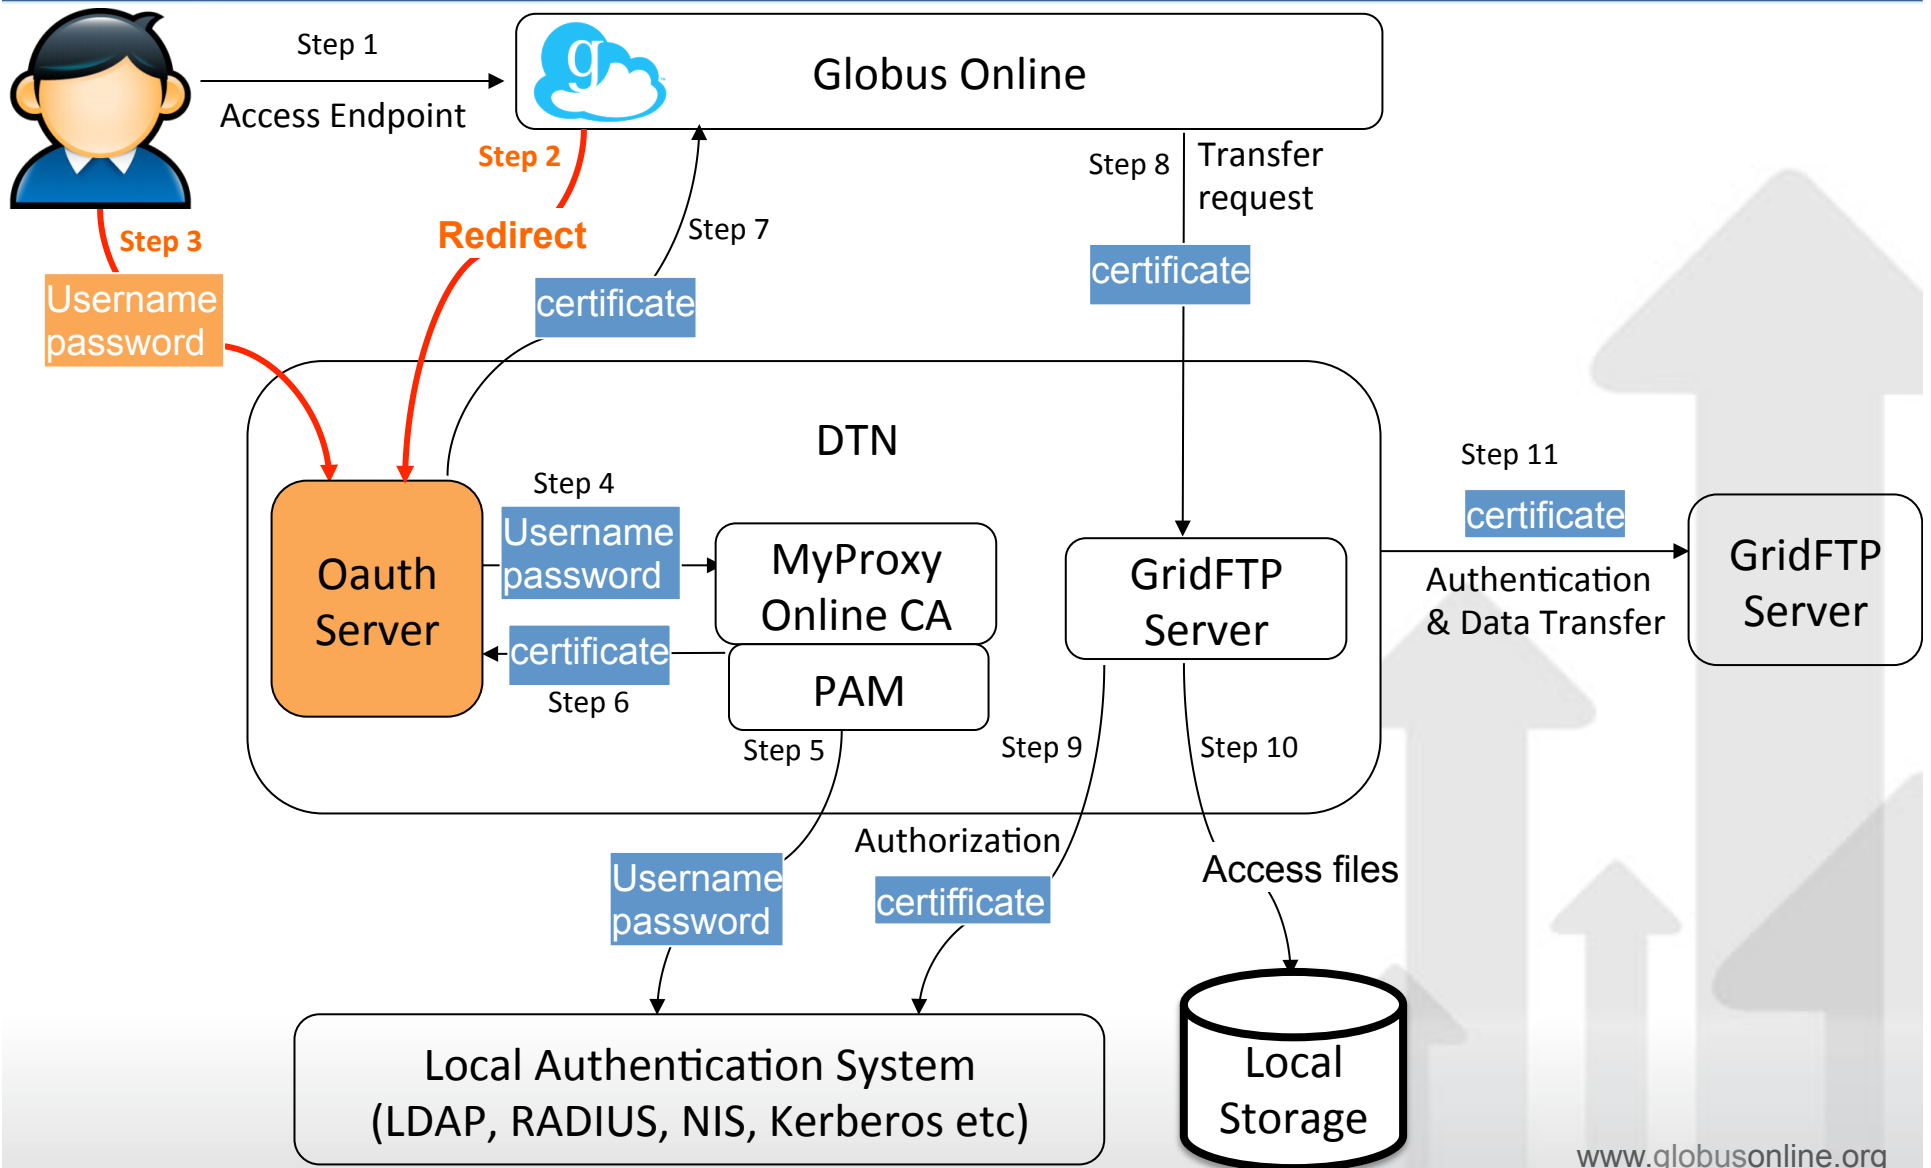 Step 1
Access Endpoint
g
Globus Online
Step 2
Redirect
Step 3
Username
password
Step 7
certificate
Step 8
Transfer
request
certificate
DTN
Step 4
Username
password
Oauth
Server
MyProxy
Online CA
certificate
Step 6
PAM
Step 5
GridFTP
Server
Step 9
Step 10
Step 11
certificate
Authentication
& Data Transfer
GridFTP
Server
Username
password
Authorization
certifficate
Access files
Local Authentication System
(LDAP, RADIUS, NIS, Kerberos etc)
Local
Storage
www.globusonline.org